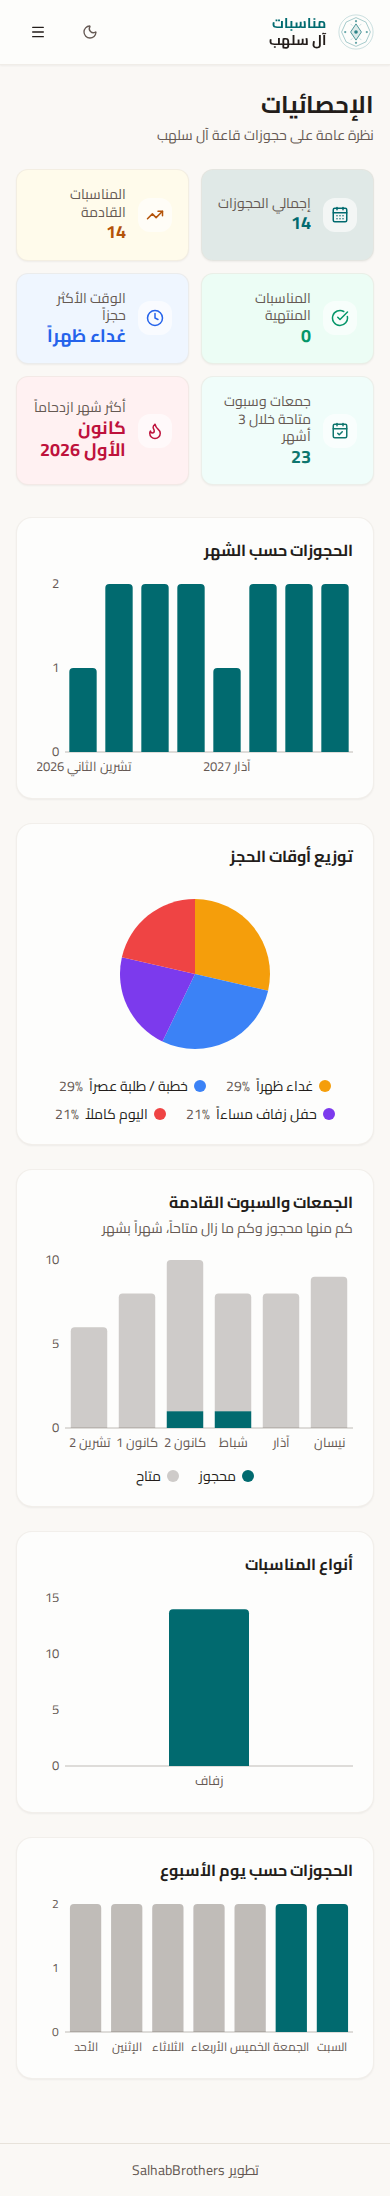 مناسبات
آل سلهب
الإحصائيات
نظرة عامة على حجوزات قاعة آل سلهب
إجمالي الحجوزات
14
المناسبات
القادمة
14
المناسبات
المنتهية
0
الوقت الأكثر
حجزاً
غداء ظهراً
جمعات وسبوت
متاحة خلال 3
أشهر
23
أكثر شهر ازدحاماً
كانون
الأول 2026
الحجوزات حسب الشهر
2
1
0
تشرين الثاني 2026
آذار 2027
توزيع أوقات الحجز
غداء ظهراً 29%
خطبة / طلبة عصراً 29%
حفل زفاف مساءً 21%
اليوم كاملاً 21%
الجمعات والسبوت القادمة
كم منها محجوز وكم ما زال متاحاً، شهراً بشهر
10
5
0
تشرين 2
كانون 1
كانون 2
شباط
آذار
نيسان
محجوز
متاح
أنواع المناسبات
15
10
5
0
زفاف
الحجوزات حسب يوم الأسبوع
2
1
0
السبت
الجمعة
الخميس
الأربعاء
الثلاثاء
الإثنين
الأحد
تطوير SalhabBrothers